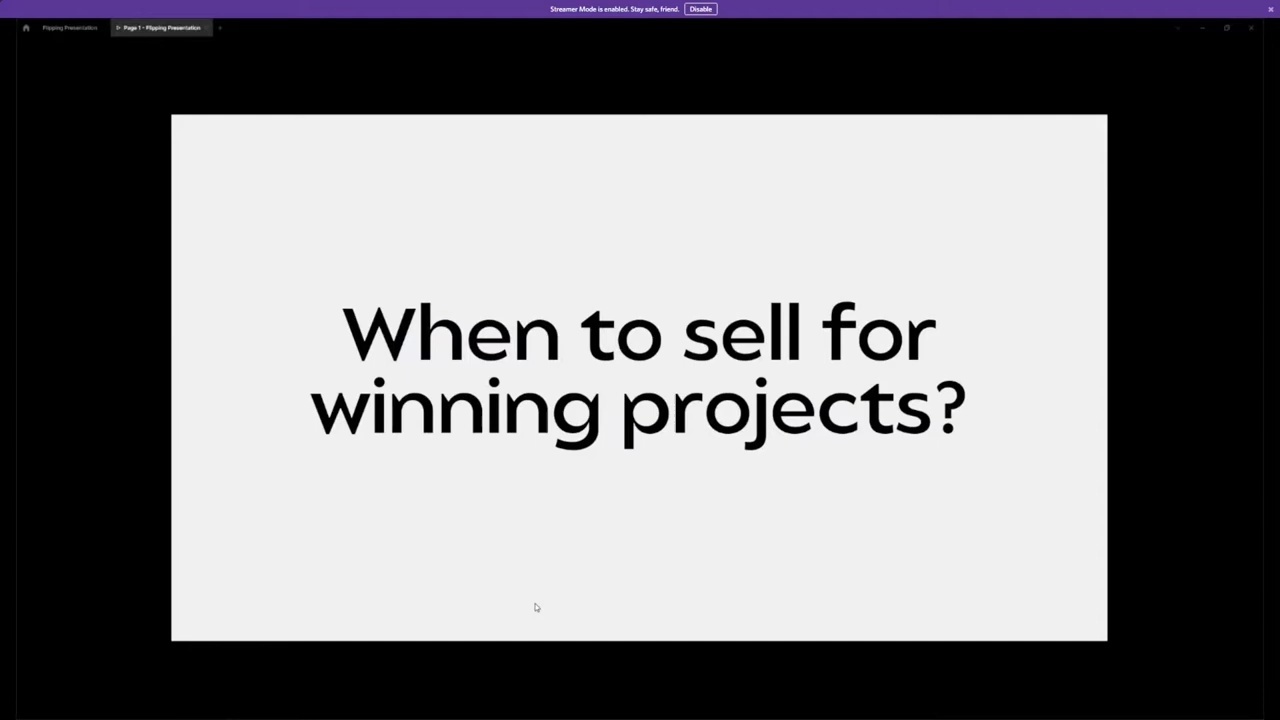 Streamer Mode is enabled. Stay safe, friend. Disable
Flipping Presentation
Page 1 - Flipping Presentation
When to sell for
winning projects?